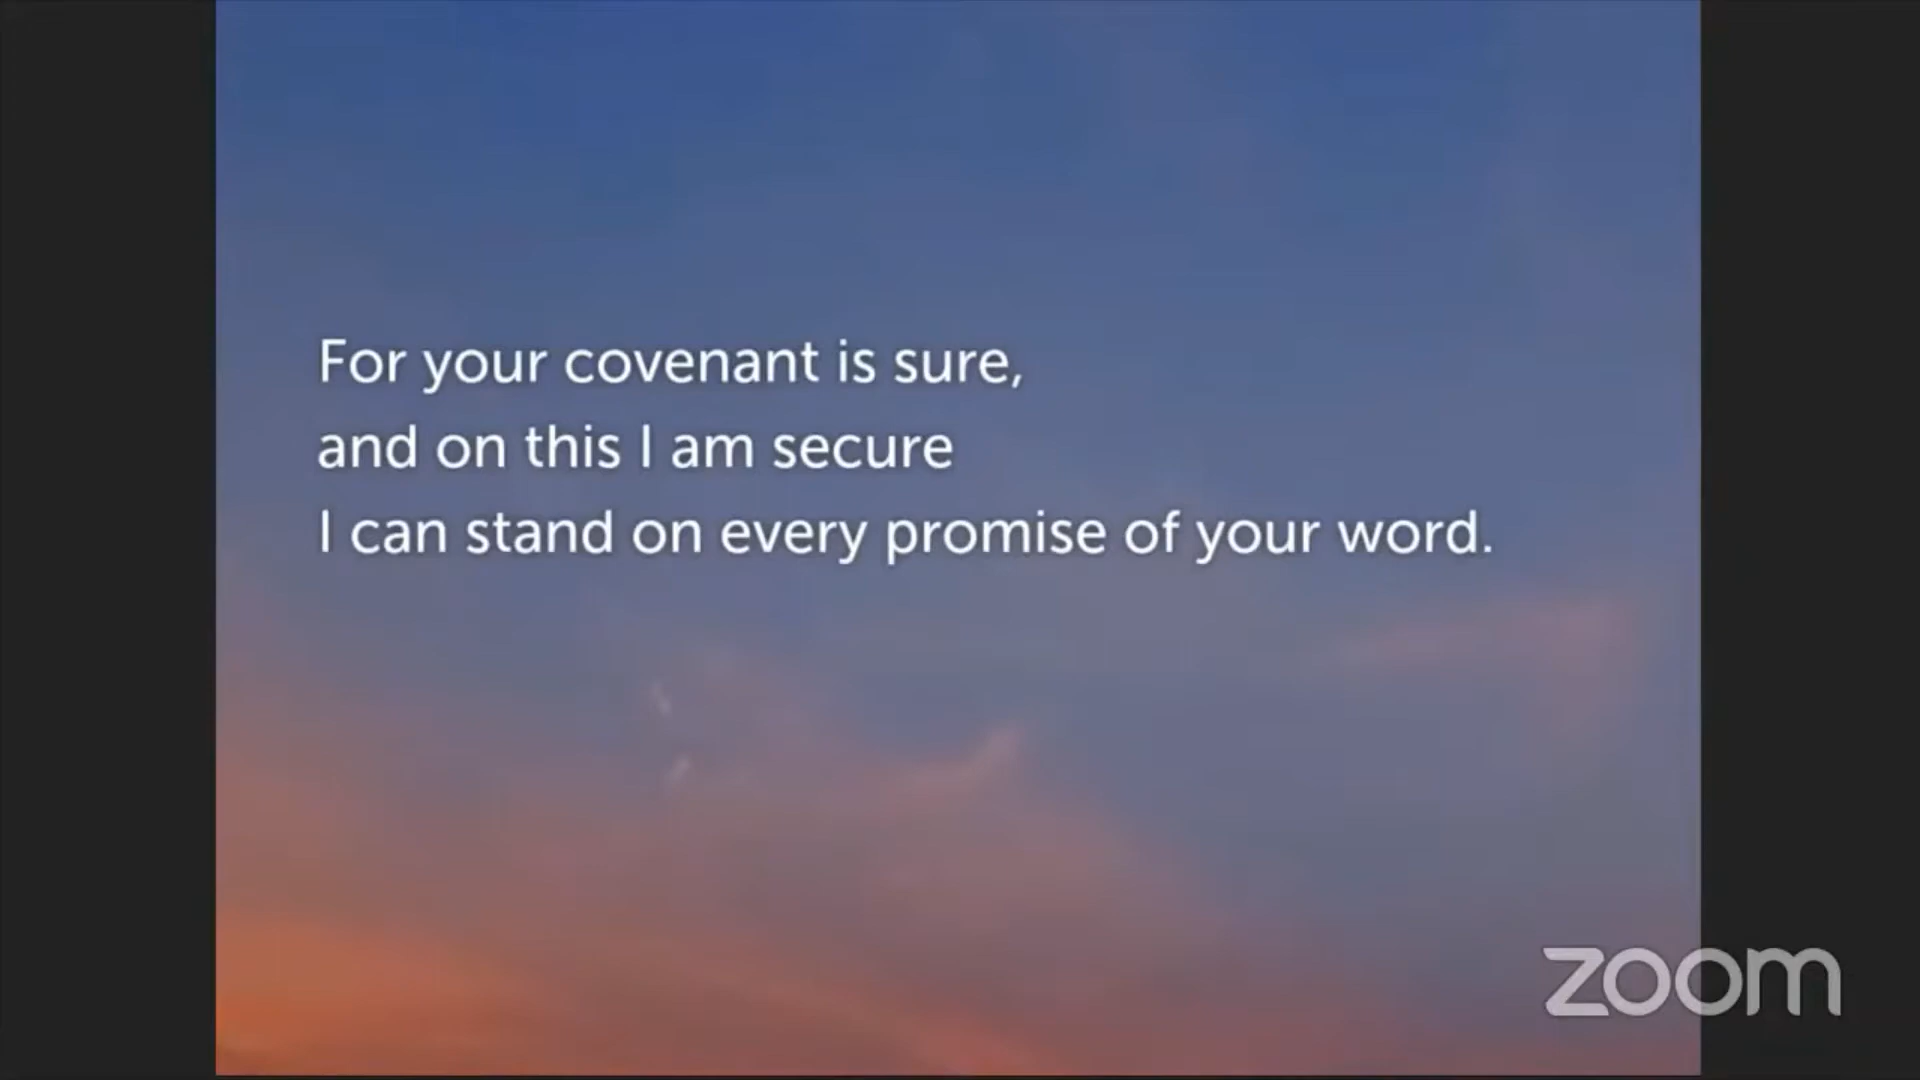 For your covenant is sure,
and on this I am secure
I can stand on every promise of your word.
zoom